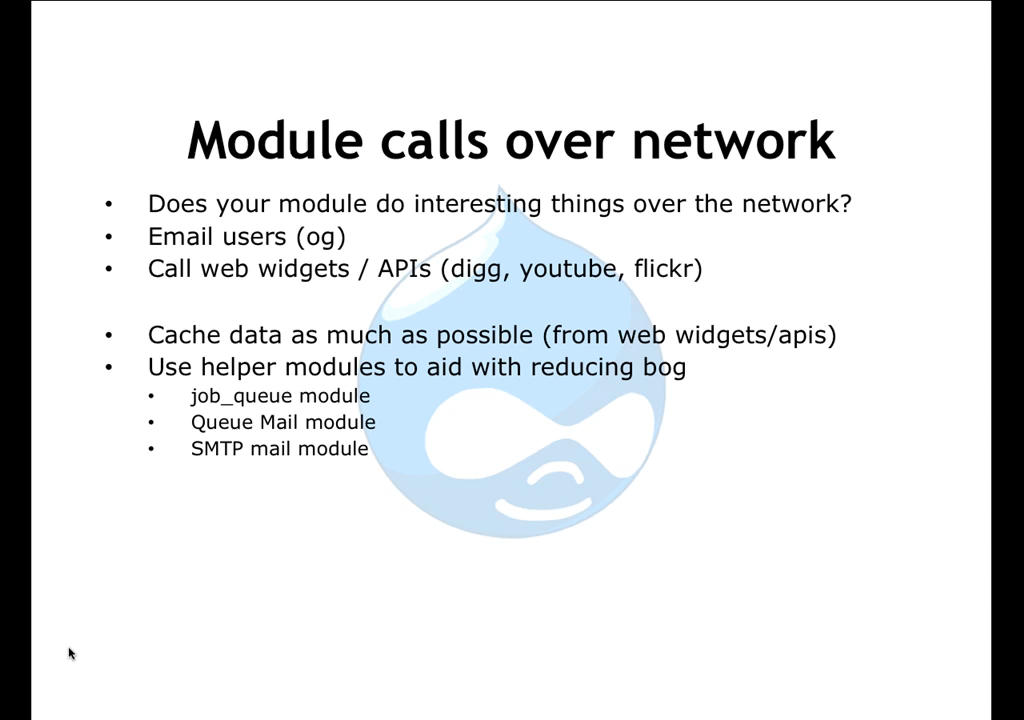 Module calls over network
• Does your module do interesting things over the network?
• Email users (og)
• Call web widgets / APIs (digg, youtube, flickr)
• Cache data as much as possible (from web widgets/apis)
• Use helper modules to aid with reducing bog
• job_queue module
• Queue Mail module
• SMTP mail module